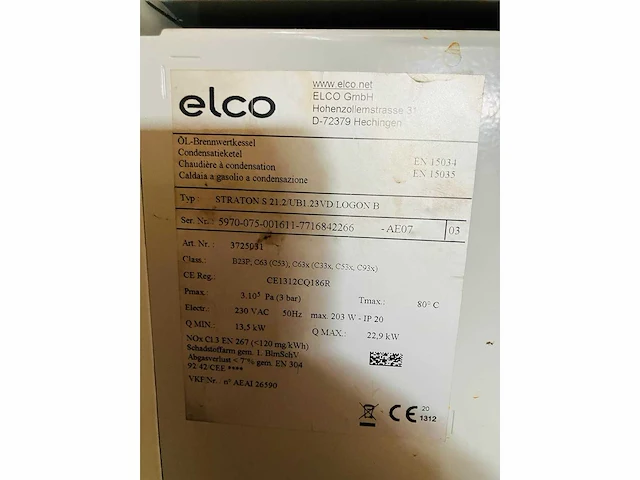 elco
www.elco.net
ELCO GmbH
Hohenzollernstrasse 31
D-72379 Hechingen
ÖL-Brennwertkessel
Condensatieketel
Chaudière à condensation
Caldaia a gasolio a condensazione
EN 15034
EN 15035
Typ: STRATON S 21.2/UB1.23VD LOGON B
Ser. Nr.: 5970-075-001611-7716842266 -AE07 03
Art. Nr.: 3725031
Class.: B23P, C63 (C53), C63x (C33x, C53x, C93x)
CE Reg.: CE1312CQ186R
Pmax.: 3.10⁵ Pa (3 bar) Tmax.: 80° C
Electr.: 230 VAC 50Hz max. 203 W - IP 20
Q MIN.: 13,5 kW Q MAX.: 22,9 kW
NOx Cl.3 EN 267 (<120 mg/kWh)
Schadstoffarm gem. 1. BlmSchV
Abgasverlust < 7 % gem. EN 304
92 42 CEE ****
VKF.Nr.: n° AEAI 26590
CE 20
1312